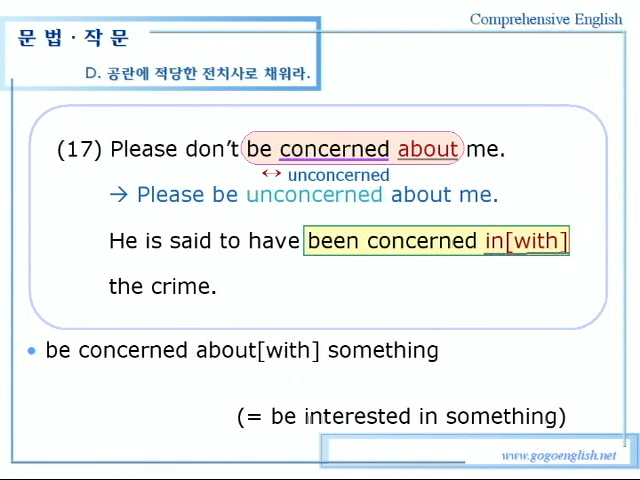 Comprehensive English
문 법 · 작 문
D. 공란에 적당한 전치사로 채워라.
(17) Please don't be concerned about me.
↔ unconcerned
→ Please be unconcerned about me.
He is said to have been concerned in[with]
the crime.
• be concerned about[with] something
(= be interested in something)
www.gogoenglish.net